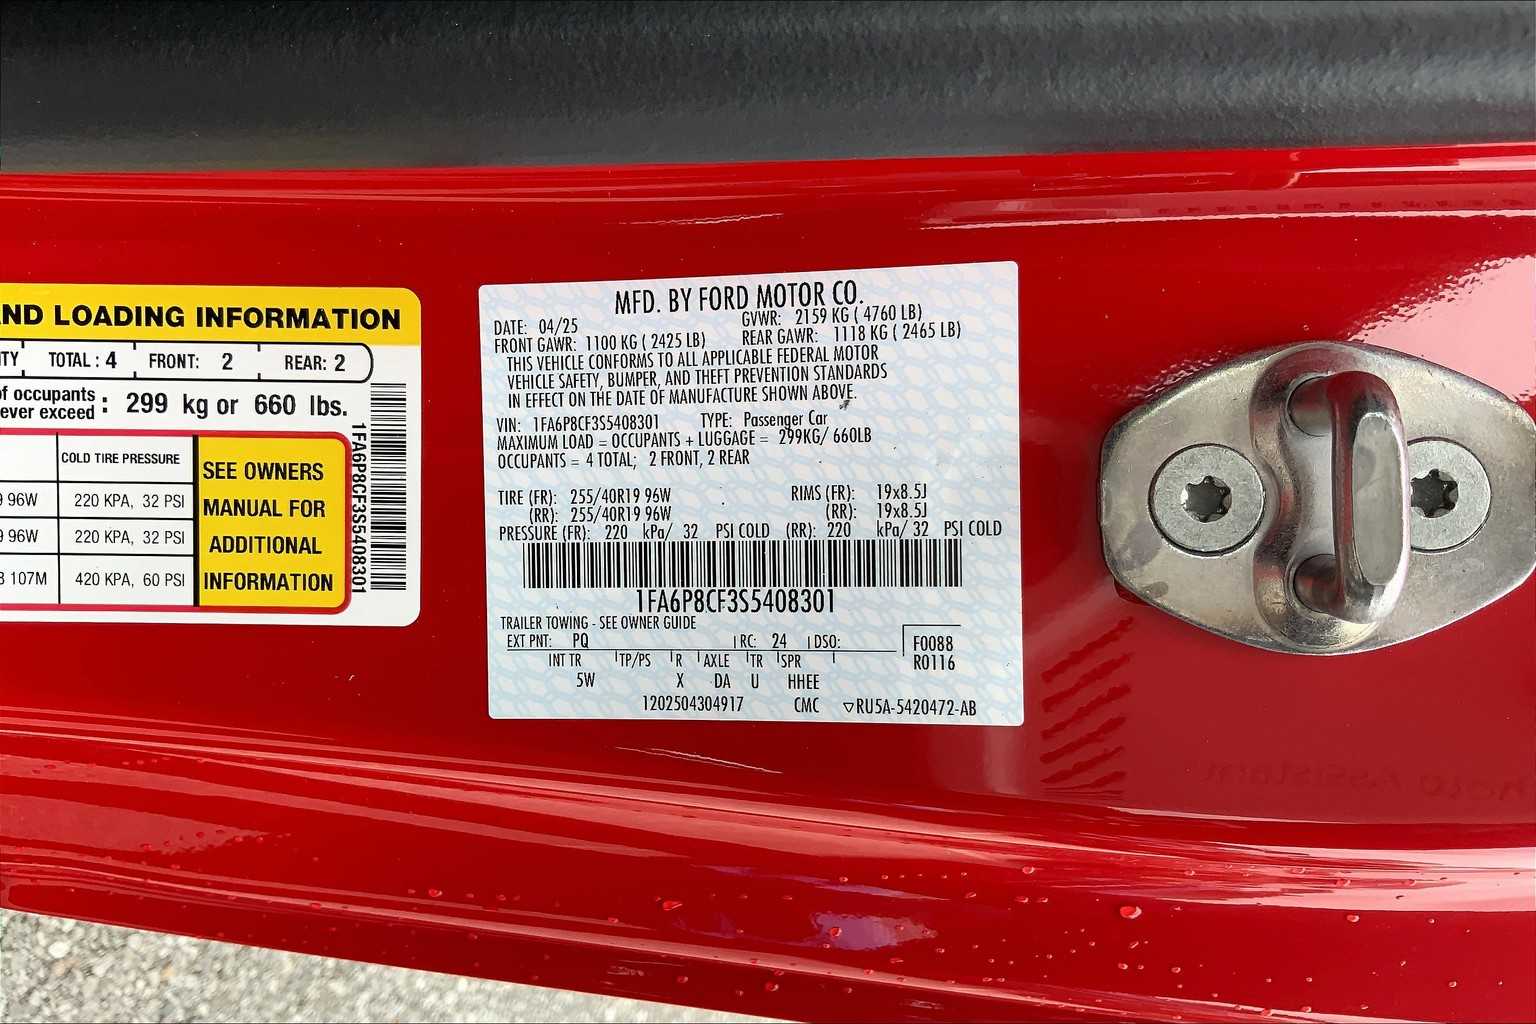 AND LOADING INFORMATION
ITY TOTAL : 4 FRONT: 2 REAR: 2
of occupants
ever exceed : 299 kg or 660 lbs.
COLD TIRE PRESSURE
9 96W 220 KPA, 32 PSI
9 96W 220 KPA, 32 PSI
B 107M 420 KPA, 60 PSI
SEE OWNERS
MANUAL FOR
ADDITIONAL
INFORMATION
1FA6P8CF3S5408301
MFD. BY FORD MOTOR CO.
DATE: 04/25 GVWR: 2159 KG ( 4760 LB)
FRONT GAWR: 1100 KG ( 2425 LB) REAR GAWR: 1118 KG ( 2465 LB)
THIS VEHICLE CONFORMS TO ALL APPLICABLE FEDERAL MOTOR
VEHICLE SAFETY, BUMPER, AND THEFT PREVENTION STANDARDS
IN EFFECT ON THE DATE OF MANUFACTURE SHOWN ABOVE.
VIN: 1FA6P8CF3S5408301 TYPE: Passenger Car
MAXIMUM LOAD = OCCUPANTS + LUGGAGE = 299KG/ 660LB
OCCUPANTS = 4 TOTAL; 2 FRONT, 2 REAR
TIRE (FR): 255/40R19 96W RIMS (FR): 19x8.5J
(RR): 255/40R19 96W (RR): 19x8.5J
PRESSURE (FR): 220 kPa/ 32 PSI COLD (RR): 220 kPa/ 32 PSI COLD
1FA6P8CF3S5408301
TRAILER TOWING - SEE OWNER GUIDE
EXT PNT: PQ RC: 24 DSO:
F0088
R0116
INT TR TP/PS R AXLE TR SPR
5W X DA U HHEE
1202504304917 CMC ▽RU5A-5420472-AB